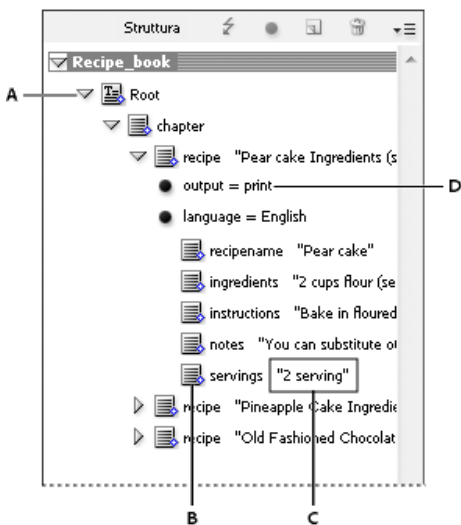 Struttura
Recipe_book
A
Root
chapter
recipe "Pear cake Ingredients (s
output = print
D
language = English
recipename "Pear cake"
ingredients "2 cups flour (se
instructions "Bake in floured
notes "You can substitute o
servings "2 serving"
recipe "Pineapple Cake Ingredie
recipe "Old Fashioned Chocolat
B
C